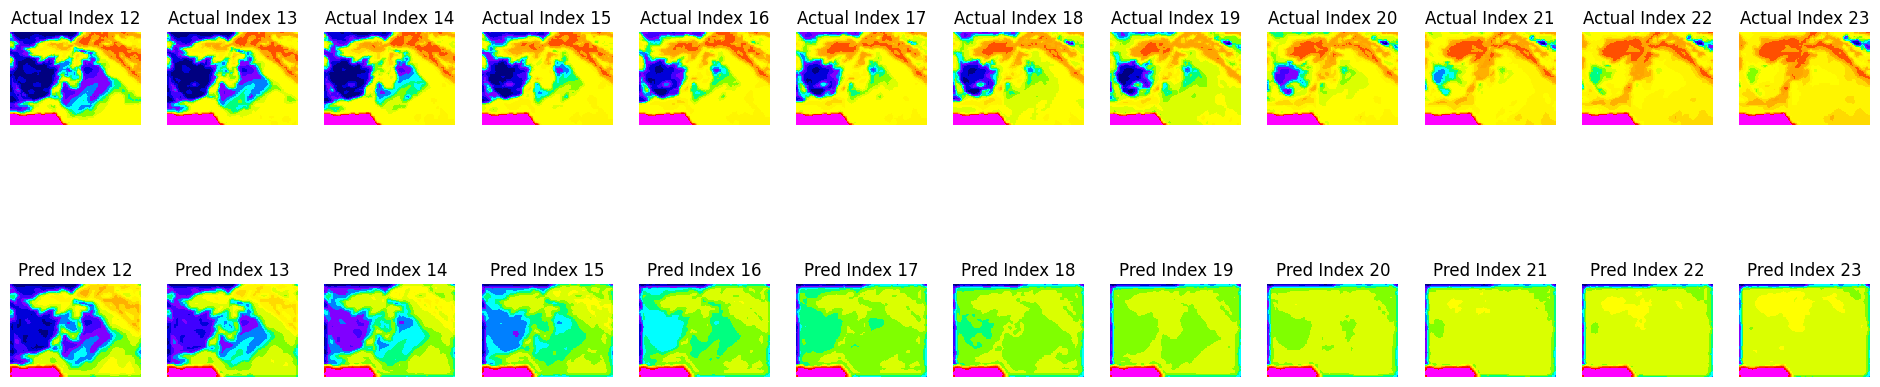 Actual Index 12 Actual Index 13 Actual Index 14 Actual Index 15 Actual Index 16 Actual Index 17 Actual Index 18 Actual Index 19 Actual Index 20 Actual Index 21 Actual Index 22 Actual Index 23
Pred Index 12 Pred Index 13 Pred Index 14 Pred Index 15 Pred Index 16 Pred Index 17 Pred Index 18 Pred Index 19 Pred Index 20 Pred Index 21 Pred Index 22 Pred Index 23